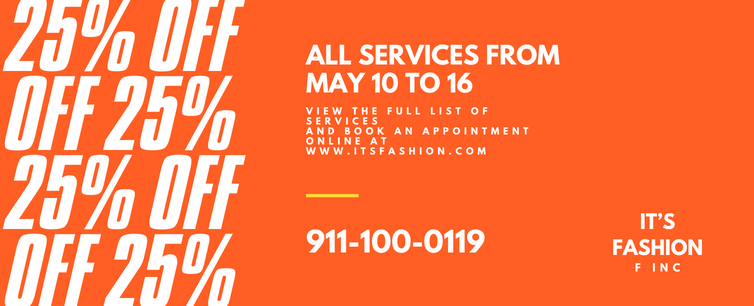 25% OFF
OFF 25%
25% OFF
OFF 25%
ALL SERVICES FROM
MAY 10 TO 16
VIEW THE FULL LIST OF
SERVICES
AND BOOK AN APPOINTMENT
ONLINE AT
WWW.ITSFASHION.COM
911-100-0119
IT'S
FASHION
F INC